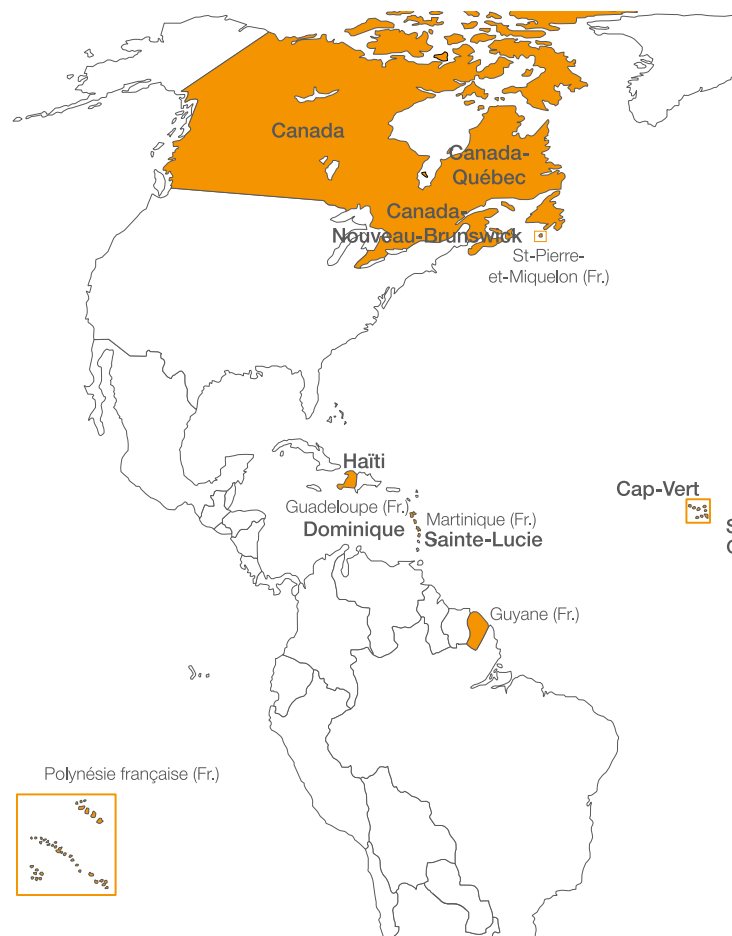 Canada
Canada-
Québec
Canada-
Nouveau-Brunswick
St-Pierre-
et-Miquelon (Fr.)
Haïti
Cap-Vert
Guadeloupe (Fr.)
Dominique
Martinique (Fr.)
Sainte-Lucie
Guyane (Fr.)
Polynésie française (Fr.)